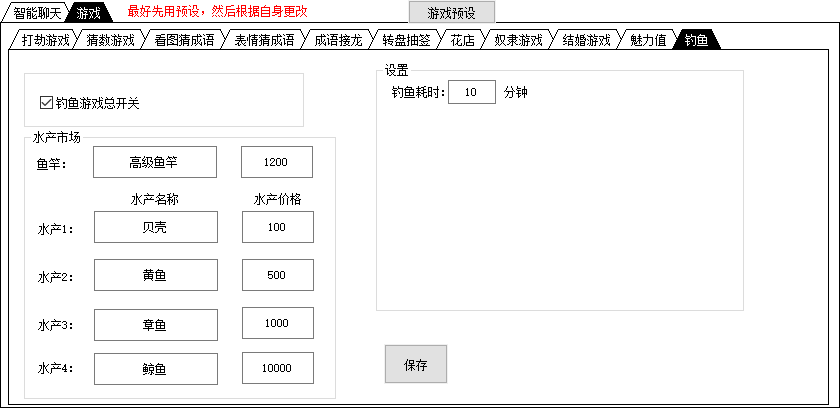 智能聊天 游戏 最好先用预设，然后根据自身更改 游戏预设
打劫游戏 猜数游戏 看图猜成语 表情猜成语 成语接龙 转盘抽签 花店 奴隶游戏 结婚游戏 魅力值 钓鱼
钓鱼游戏总开关
水产市场
鱼竿： 高级鱼竿 1200
水产名称 水产价格
水产1： 贝壳 100
水产2： 黄鱼 500
水产3： 章鱼 1000
水产4： 鲸鱼 10000
设置
钓鱼耗时： 10 分钟
保存